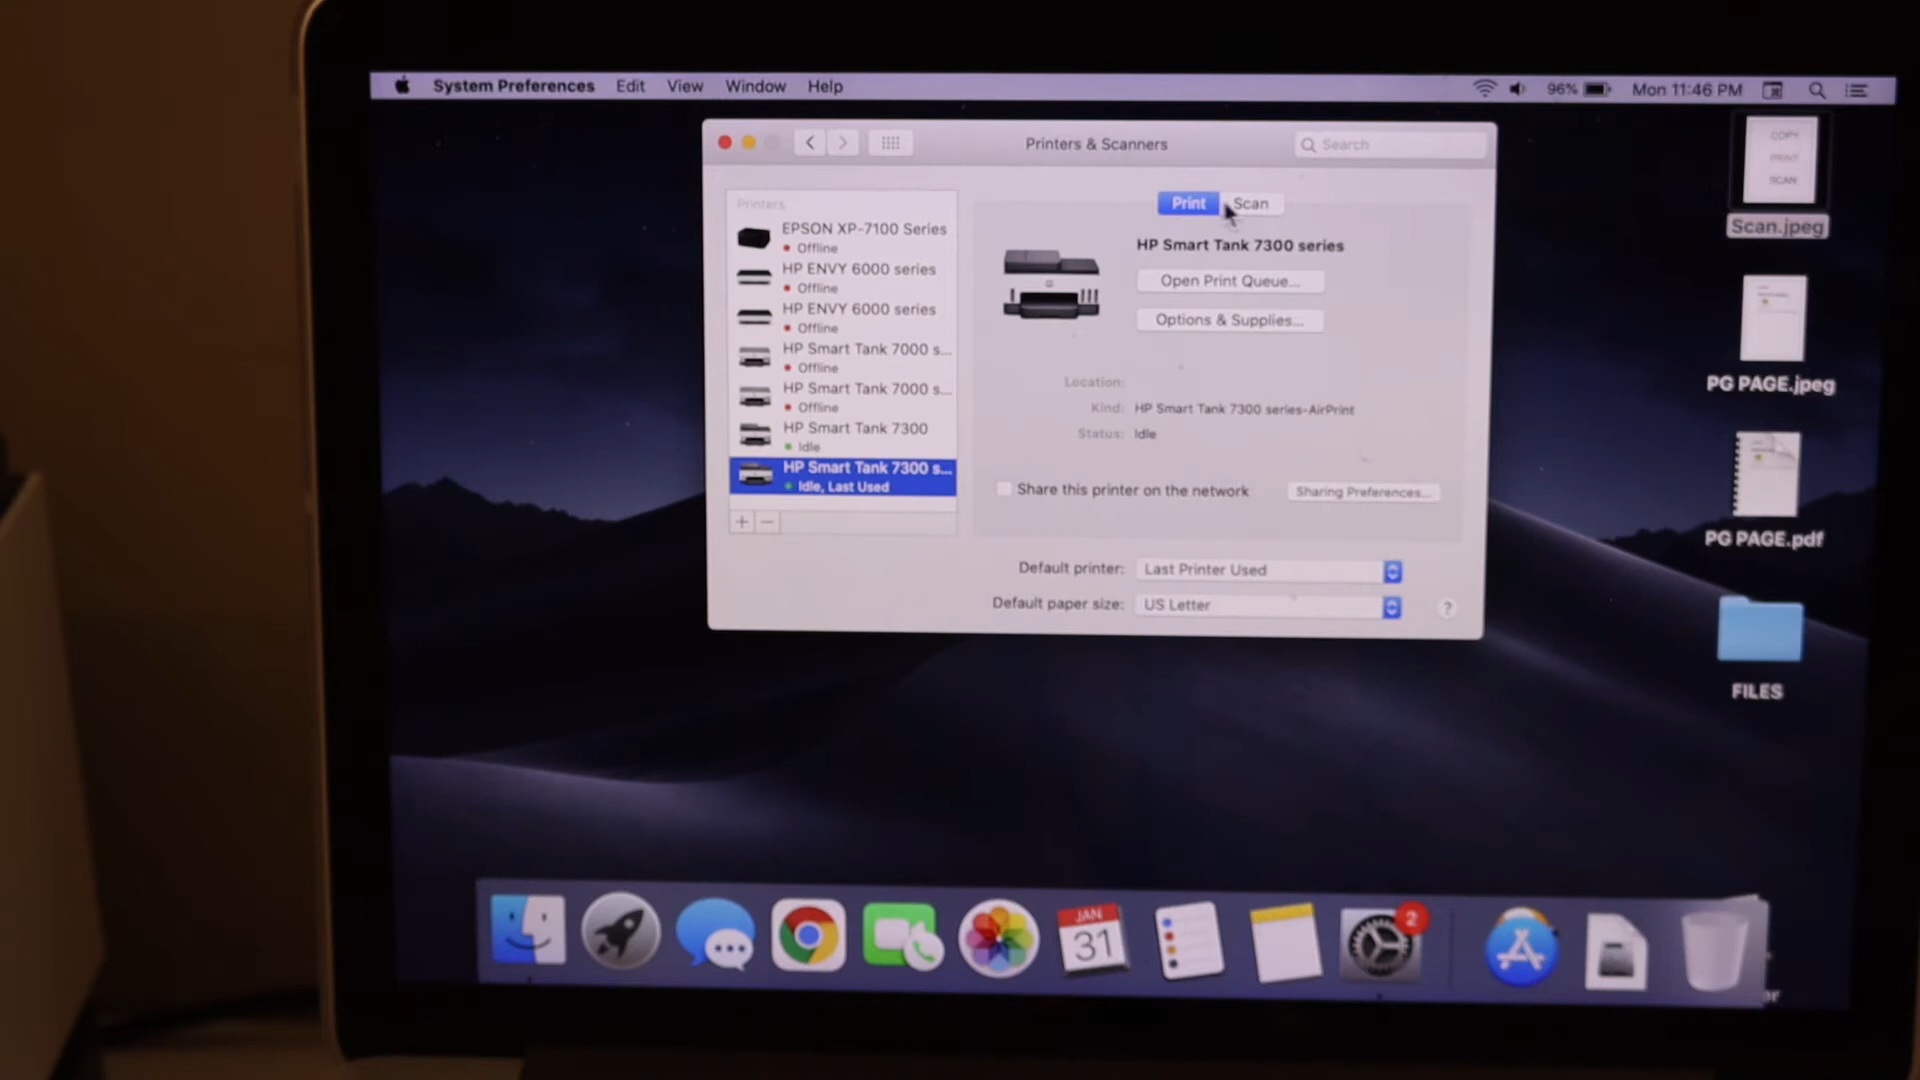 System Preferences Edit View Window Help
96% Mon 11:46 PM
Printers & Scanners
Search
Printers
EPSON XP-7100 Series
Offline
HP ENVY 6000 series
Offline
HP ENVY 6000 series
Offline
HP Smart Tank 7000 s...
Offline
HP Smart Tank 7000 s...
Offline
HP Smart Tank 7300
Idle
HP Smart Tank 7300 s...
Idle, Last Used
+ −
Print Scan
HP Smart Tank 7300 series
Open Print Queue...
Options & Supplies...
Location:
Kind: HP Smart Tank 7300 series-AirPrint
Status: Idle
Share this printer on the network
Sharing Preferences...
Default printer: Last Printer Used
Default paper size: US Letter
?
COPY
PRINT
SCAN
Scan.jpeg
PG PAGE.jpeg
PG PAGE.pdf
FILES
JAN
31
2